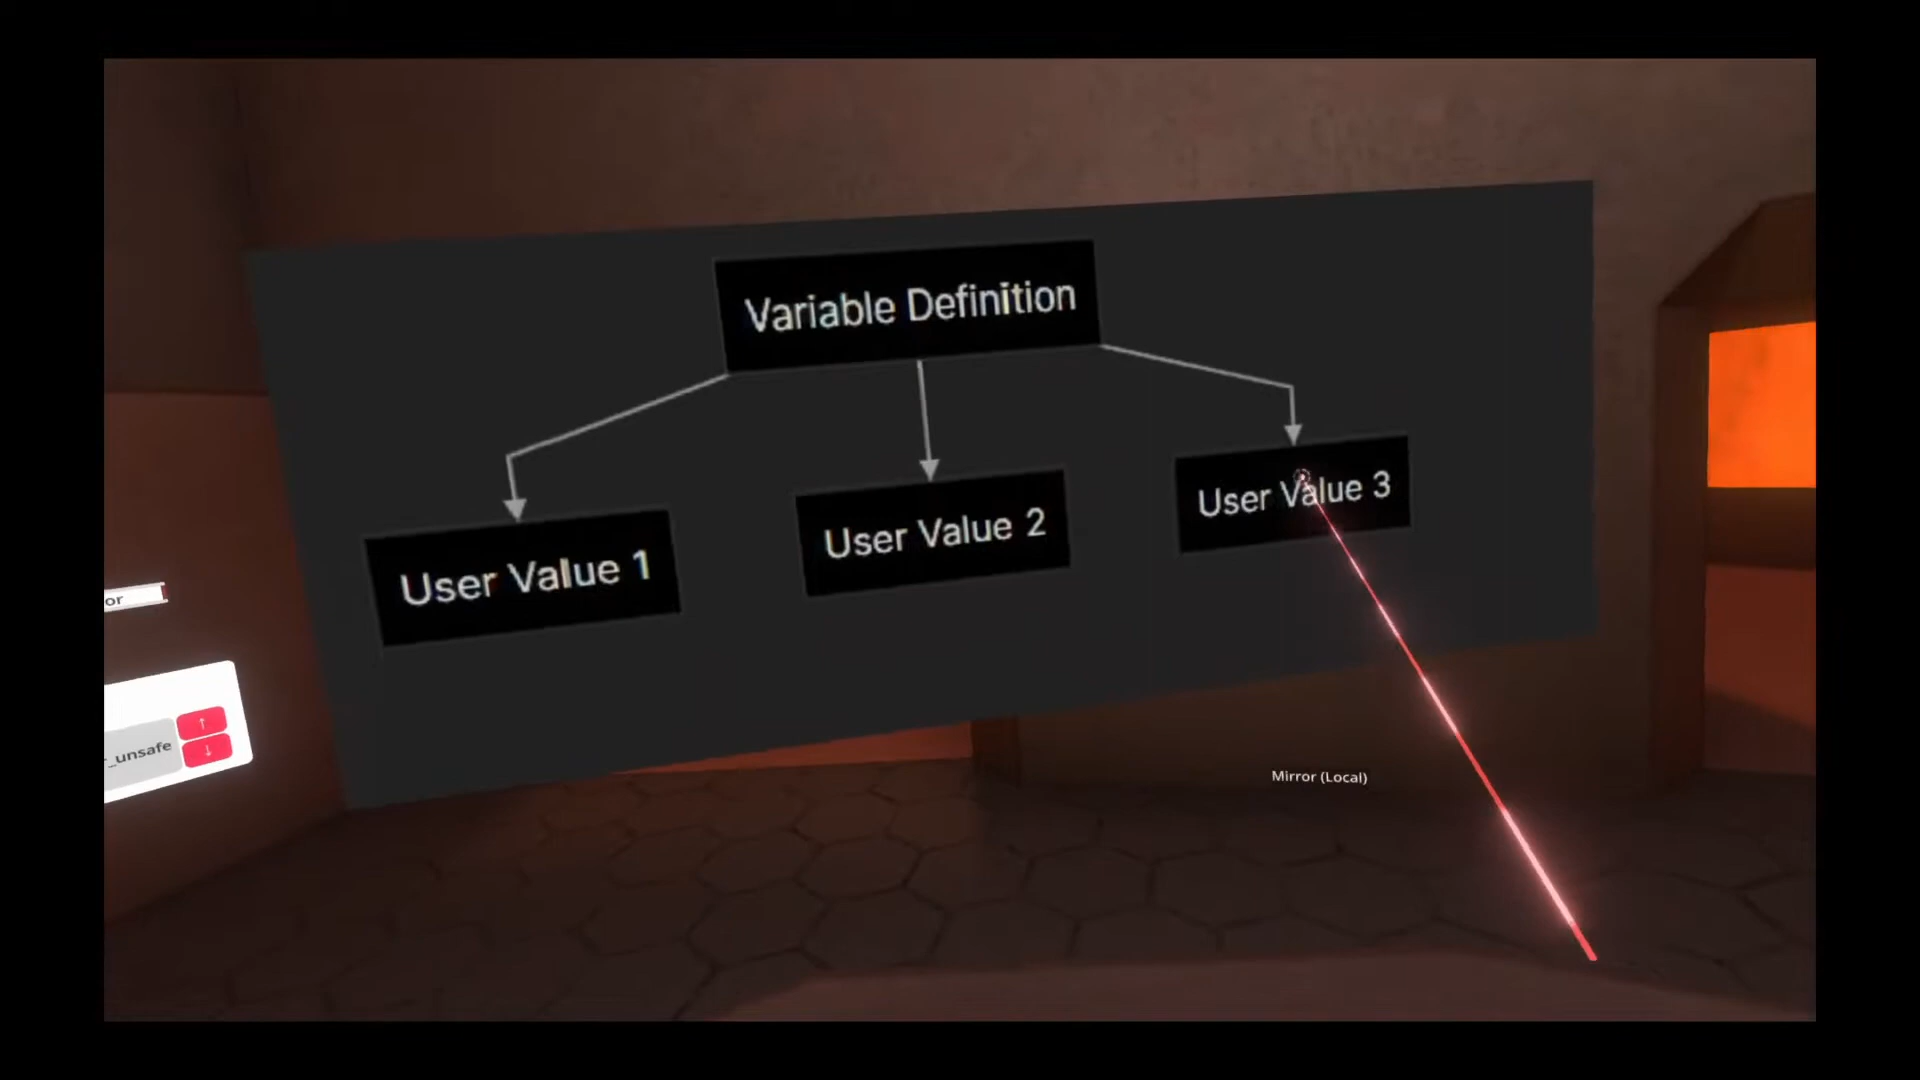 Variable Definition
User Value 1
User Value 2
User Value 3
or
_unsafe
Mirror (Local)